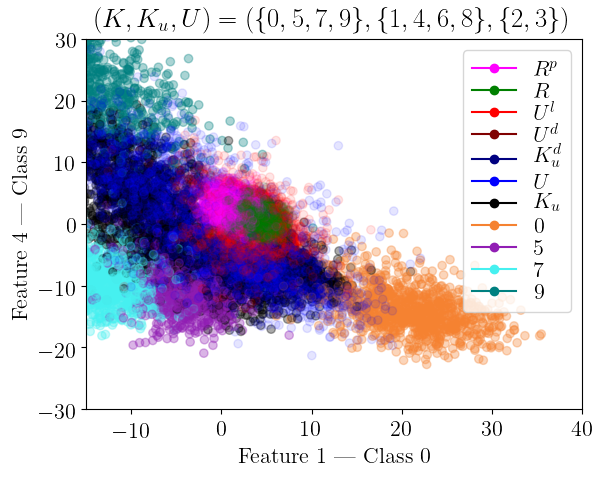 (K, K_u, U) = ({0, 5, 7, 9}, {1, 4, 6, 8}, {2, 3})
30
20
10
0
−10
−20
−30
Feature 4 — Class 9
R^p
R
U^l
U^d
K_u^d
U
K_u
0
5
7
9
−10
0
10
20
30
40
Feature 1 — Class 0